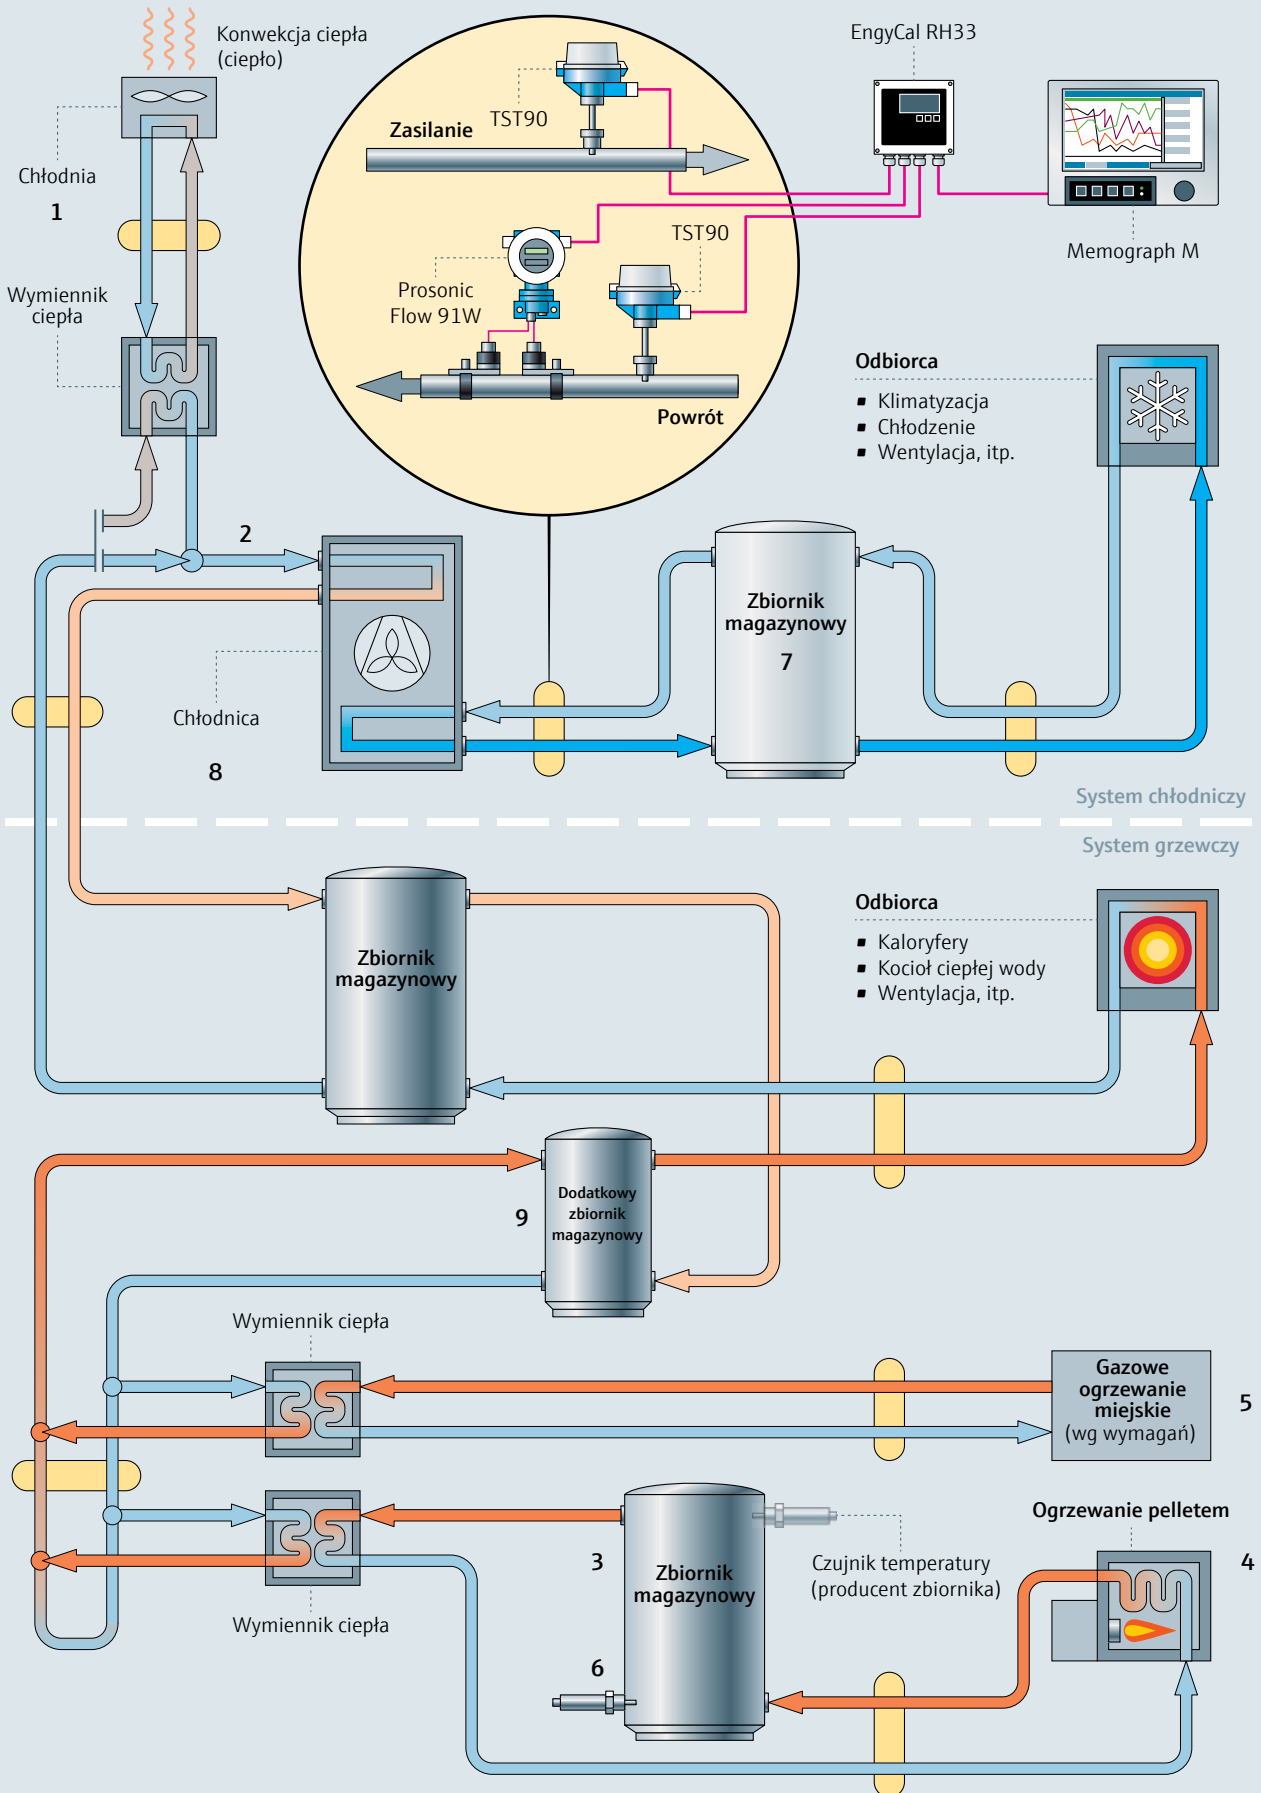 Konwekcja ciepła
(ciepło)
EngyCal RH33
TST90
Zasilanie
Chłodnia
1
TST90
Memograph M
Prosonic
Flow 91W
Wymiennik
ciepła
Powrót
Odbiorca
▪ Klimatyzacja
▪ Chłodzenie
▪ Wentylacja, itp.
2
Zbiornik
magazynowy
7
Chłodnica
8
System chłodniczy
System grzewczy
Zbiornik
magazynowy
Odbiorca
▪ Kaloryfery
▪ Kocioł ciepłej wody
▪ Wentylacja, itp.
9
Dodatkowy
zbiornik
magazynowy
Wymiennik ciepła
Gazowe
ogrzewanie
miejskie
(wg wymagań)
5
Ogrzewanie pelletem
4
3
Zbiornik
magazynowy
Czujnik temperatury
(producent zbiornika)
Wymiennik ciepła
6